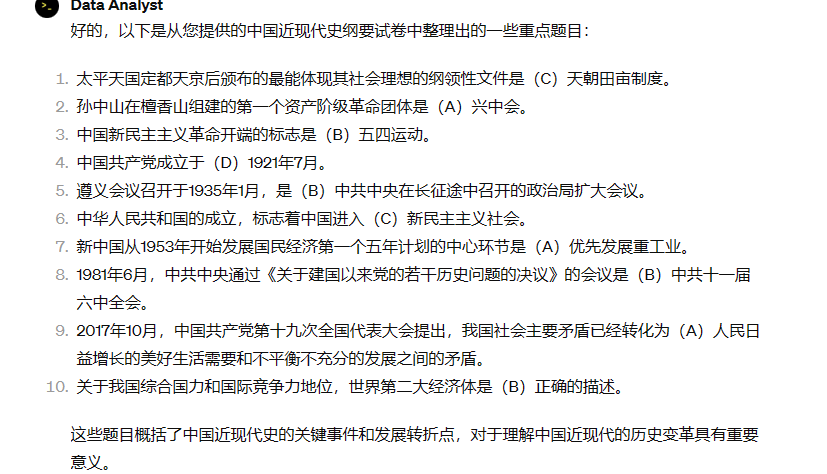 Data Analyst
好的，以下是从您提供的中国近现代史纲要试卷中整理出的一些重点题目：
1. 太平天国定都天京后颁布的最能体现其社会理想的纲领性文件是（C）天朝田亩制度。
2. 孙中山在檀香山组建的第一个资产阶级革命团体是（A）兴中会。
3. 中国新民主主义革命开端的标志是（B）五四运动。
4. 中国共产党成立于（D）1921年7月。
5. 遵义会议召开于1935年1月，是（B）中共中央在长征途中召开的政治局扩大会议。
6. 中华人民共和国的成立，标志着中国进入（C）新民主主义社会。
7. 新中国从1953年开始发展国民经济第一个五年计划的中心环节是（A）优先发展重工业。
8. 1981年6月，中共中央通过《关于建国以来党的若干历史问题的决议》的会议是（B）中共十一届
六中全会。
9. 2017年10月，中国共产党第十九次全国代表大会提出，我国社会主要矛盾已经转化为（A）人民日
益增长的美好生活需要和不平衡不充分的发展之间的矛盾。
10. 关于我国综合国力和国际竞争力地位，世界第二大经济体是（B）正确的描述。
这些题目概括了中国近现代史的关键事件和发展转折点，对于理解中国近现代的历史变革具有重要
意义。